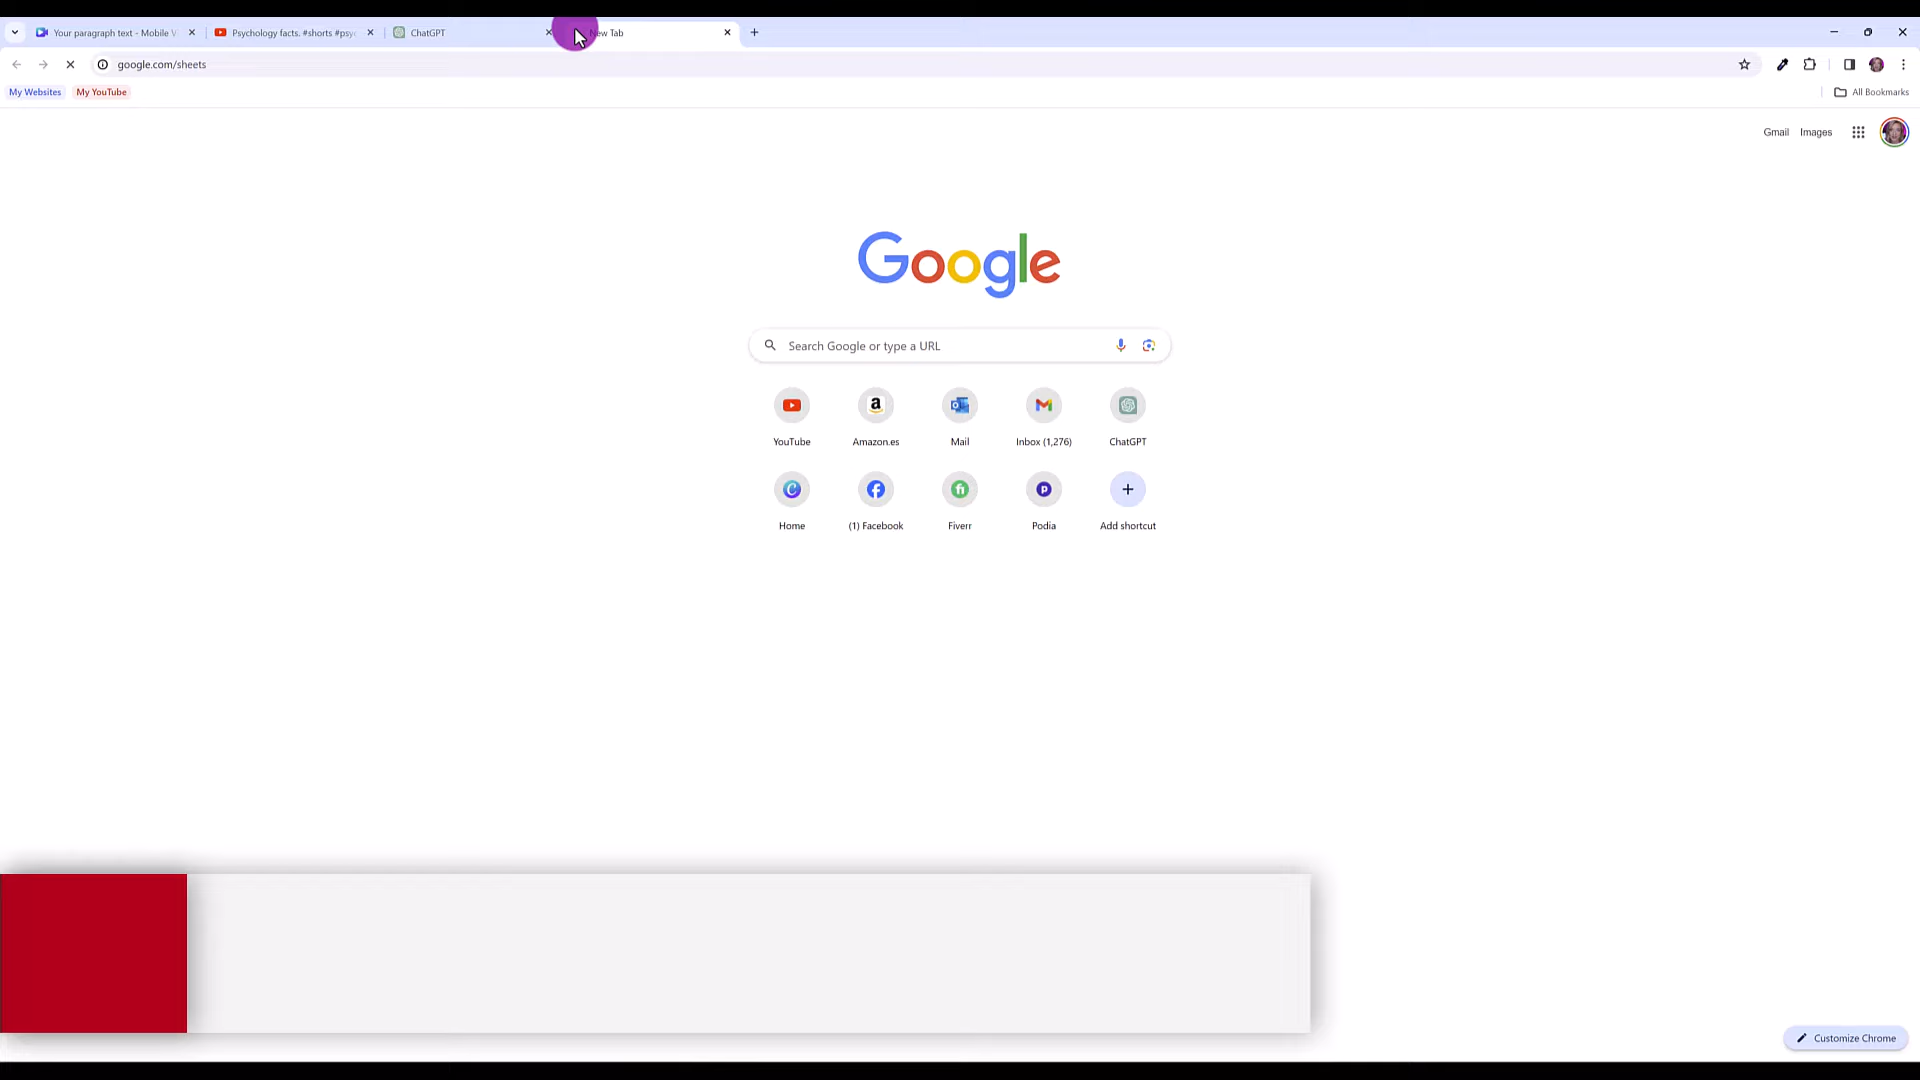 Your paragraph text - Mobile V
Psychology facts. #shorts #psy
ChatGPT
New Tab
google.com/sheets
My Websites
My YouTube
All Bookmarks
Gmail
Images
Google
Search Google or type a URL
YouTube
Amazon.es
Mail
Inbox (1,276)
ChatGPT
Home
(1) Facebook
Fiverr
Podia
Add shortcut
Customize Chrome